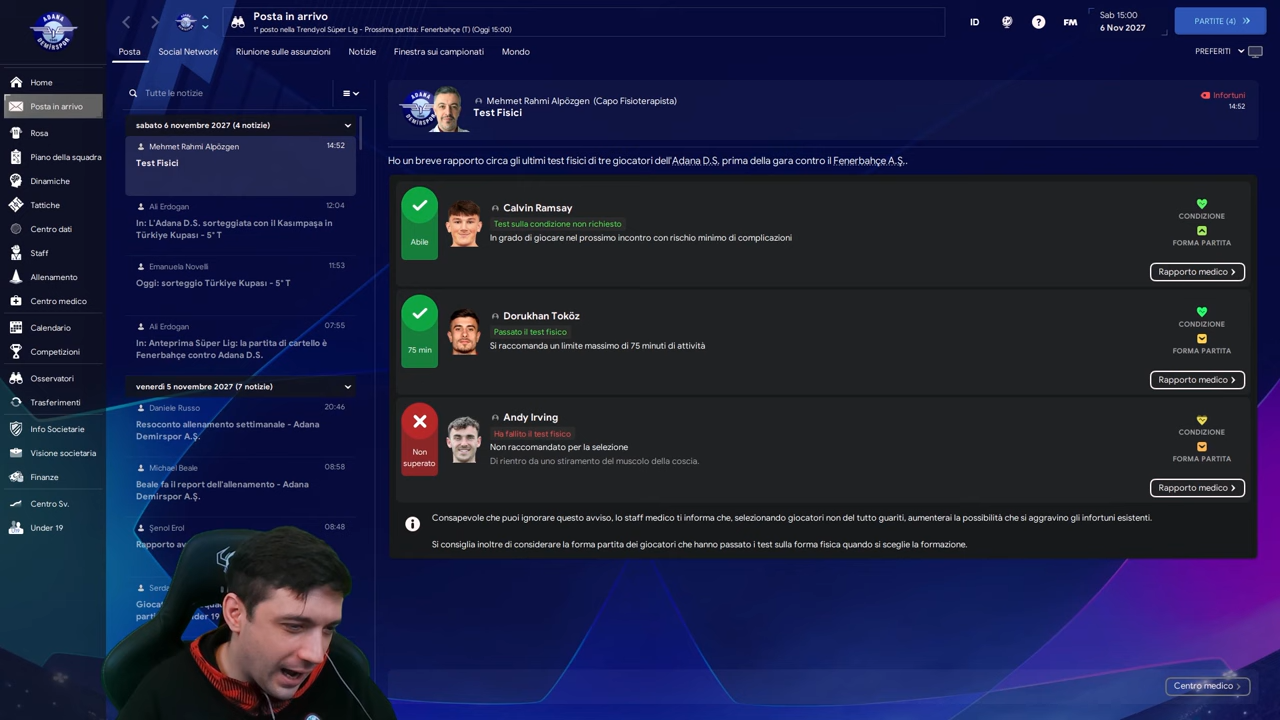 ADANA
DEMİRSPOR
Posta in arrivo
1° posto nella Trendyol Süper Lig - Prossima partita: Fenerbahçe (T) (Oggi 15:00)
ID
FM
Sab 15:00
6 Nov 2027
PARTITE (4)
Posta
Social Network
Riunione sulle assunzioni
Notizie
Finestra sui campionati
Mondo
PREFERITI
Home
Posta in arrivo
Rosa
Piano della squadra
Dinamiche
Tattiche
Centro dati
Staff
Allenamento
Centro medico
Calendario
Competizioni
Osservatori
Trasferimenti
Info Societarie
Visione societaria
Finanze
Centro Sv.
Under 19
Tutte le notizie
sabato 6 novembre 2027 (4 notizie)
Mehmet Rahmi Alpözgen 14:52
Test Fisici
Ali Erdogan 12:04
In: L'Adana D.S. sorteggiata con il Kasımpaşa in
Türkiye Kupası - 5° T
Emanuela Novelli 11:53
Oggi: sorteggio Türkiye Kupası - 5° T
Ali Erdogan 07:55
In: Anteprima Süper Lig: la partita di cartello è
Fenerbahçe contro Adana D.S.
venerdì 5 novembre 2027 (7 notizie)
Daniele Russo 20:46
Resoconto allenamento settimanale - Adana
Demirspor A.Ş.
Michael Beale 08:58
Beale fa il report dell'allenamento - Adana
Demirspor A.Ş.
Şenol Erol 08:48
Rapporto
Mehmet Rahmi Alpözgen (Capo Fisioterapista)
Test Fisici
Infortuni
14:52
Ho un breve rapporto circa gli ultimi test fisici di tre giocatori dell'Adana D.S. prima della gara contro il Fenerbahçe A.Ş..
Abile
Calvin Ramsay
Test sulla condizione non richiesto
In grado di giocare nel prossimo incontro con rischio minimo di complicazioni
CONDIZIONE
FORMA PARTITA
Rapporto medico
75 min
Dorukhan Toköz
Passato il test fisico
Si raccomanda un limite massimo di 75 minuti di attività
CONDIZIONE
FORMA PARTITA
Rapporto medico
Non
superato
Andy Irving
Ha fallito il test fisico
Non raccomandato per la selezione
Di rientro da uno stiramento del muscolo della coscia.
CONDIZIONE
FORMA PARTITA
Rapporto medico
Consapevole che puoi ignorare questo avviso, lo staff medico ti informa che, selezionando giocatori non del tutto guariti, aumenterai la possibilità che si aggravino gli infortuni esistenti.
Si consiglia inoltre di considerare la forma partita dei giocatori che hanno passati i test sulla forma fisica quando si sceglie la formazione.
Centro medico